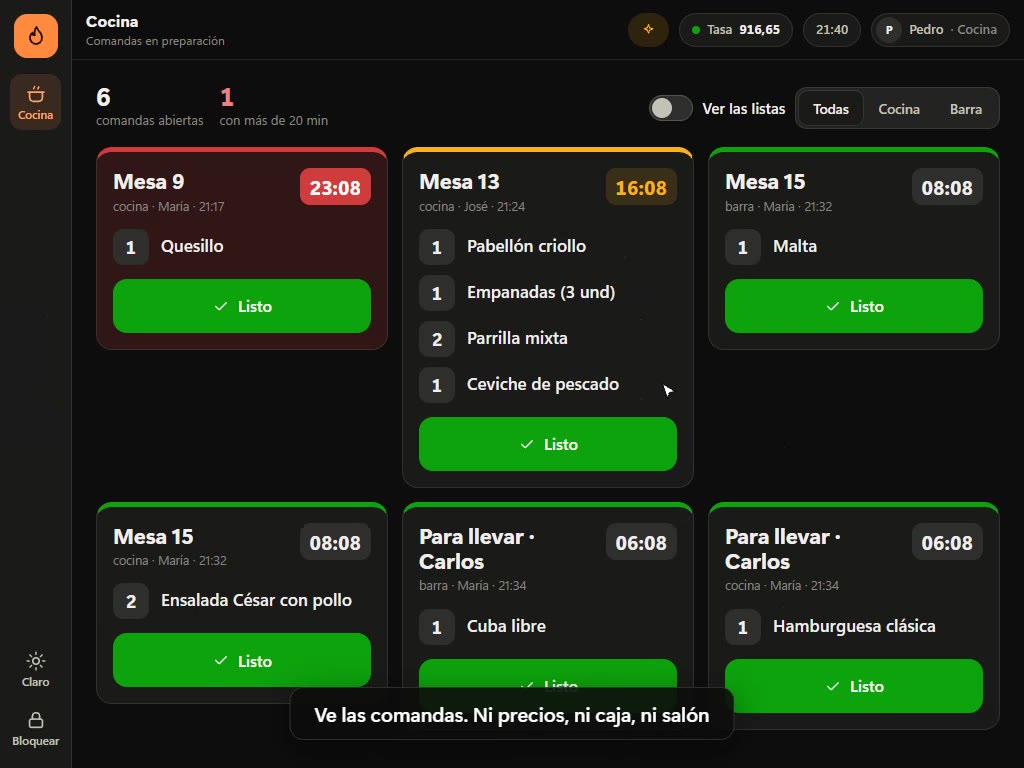 Cocina
Comandas en preparación
Tasa 916,65
21:40
P Pedro · Cocina
Cocina
6
comandas abiertas
1
con más de 20 min
Ver las listas
Todas
Cocina
Barra
Mesa 9
23:08
cocina · María · 21:17
1 Quesillo
Listo
Mesa 13
16:08
cocina · José · 21:24
1 Pabellón criollo
1 Empanadas (3 und)
2 Parrilla mixta
1 Ceviche de pescado
Listo
Mesa 15
08:08
barra · María · 21:32
1 Malta
Listo
Mesa 15
08:08
cocina · María · 21:32
2 Ensalada César con pollo
Listo
Para llevar ·
Carlos
06:08
barra · María · 21:34
1 Cuba libre
Listo
Para llevar ·
Carlos
06:08
cocina · María · 21:34
1 Hamburguesa clásica
Listo
Claro
Bloquear
Ve las comandas. Ni precios, ni caja, ni salón